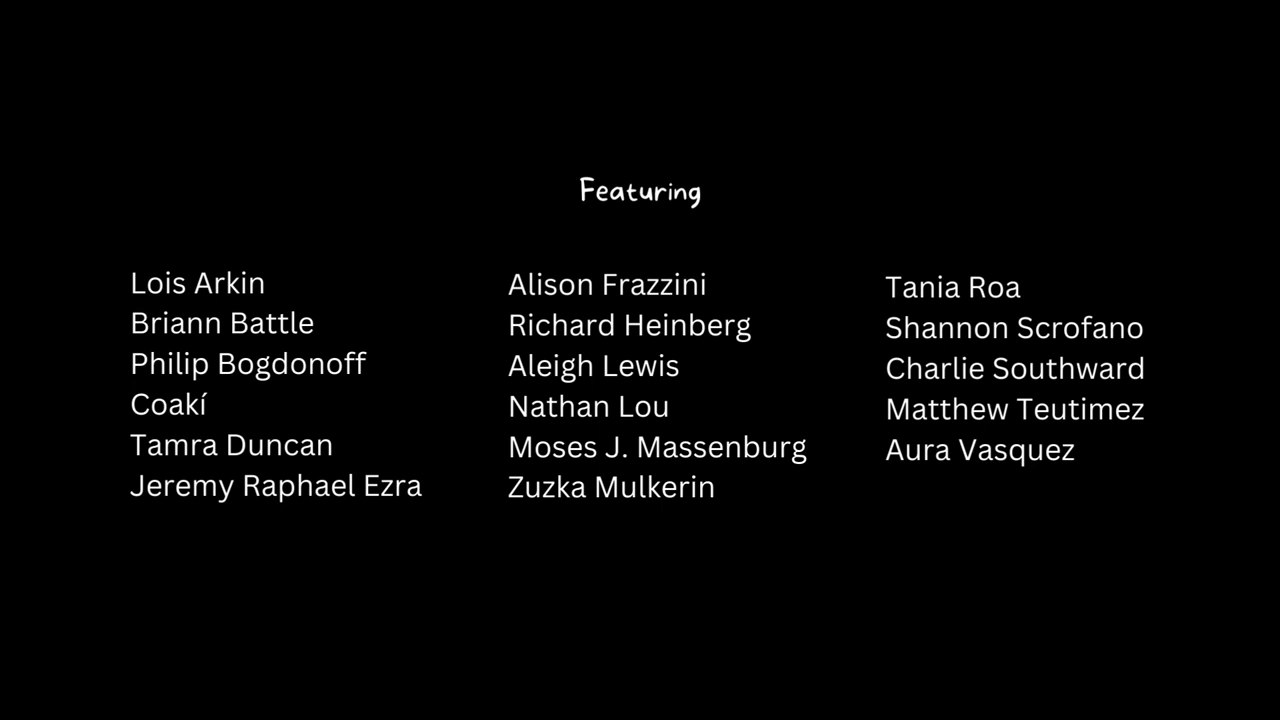 Featuring
Lois Arkin
Briann Battle
Philip Bogdonoff
Coakí
Tamra Duncan
Jeremy Raphael Ezra
Alison Frazzini
Richard Heinberg
Aleigh Lewis
Nathan Lou
Moses J. Massenburg
Zuzka Mulkerin
Tania Roa
Shannon Scrofano
Charlie Southward
Matthew Teutimez
Aura Vasquez